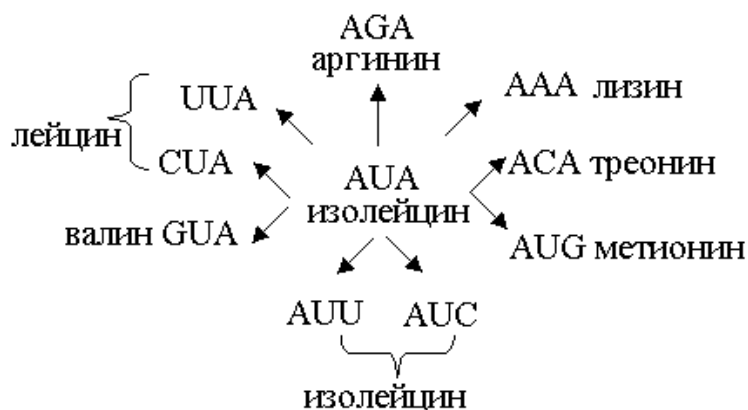 AGA
аргинин
UUA
AAA лизин
лейцин
CUA
AUA
изолейцин
ACA треонин
валин GUA
AUG метионин
AUU AUC
изолейцин